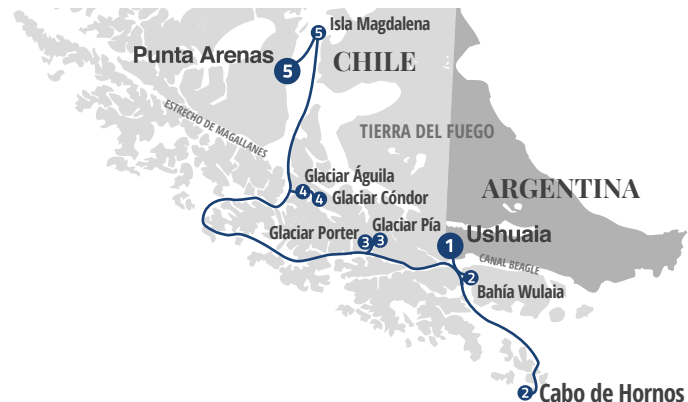 5 Isla Magdalena
Punta Arenas
5
CHILE
ESTRECHO DE MAGALLANES
TIERRA DEL FUEGO
Glaciar Águila
4
4 Glaciar Cóndor
ARGENTINA
Glaciar Pía
Glaciar Porter 3 3
1 Ushuaia
CANAL BEAGLE
2
Bahía Wulaia
2 Cabo de Hornos